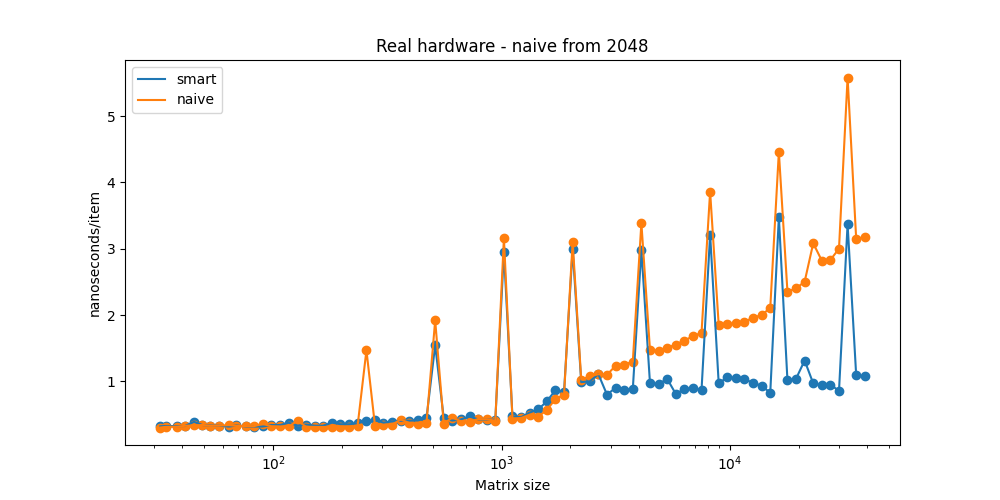 Real hardware - naive from 2048
smart
naive
5
4
3
2
1
nanoseconds/item
10²
10³
10⁴
Matrix size